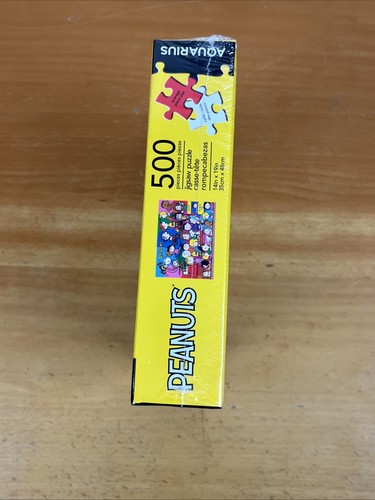 AQUARIUS
500
pieces pièces piezas
jigsaw puzzle
casse-tête
rompecabezas
14in x 19in
35cm x 48cm
PEANUTS